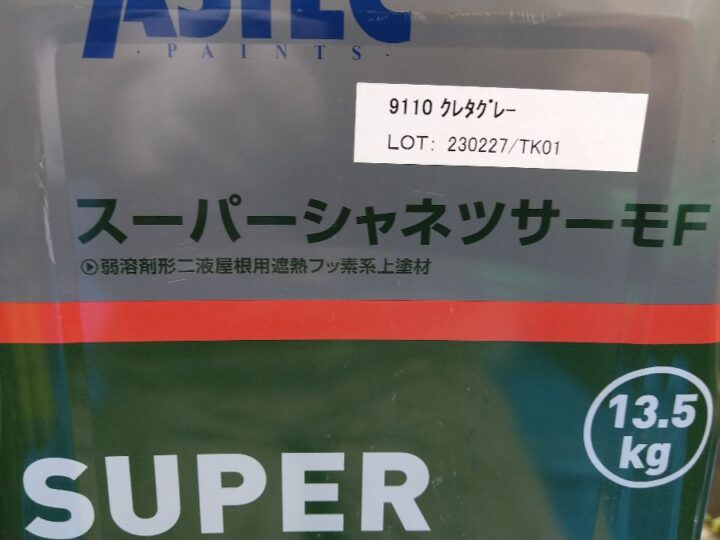 ASTEC
・PAINTS・
9110 ｸﾚﾀｸﾞﾚｰ
LOT: 230227/TK01
スーパーシャネツサーモF
弱溶剤形二液屋根用遮熱フッ素系上塗材
13.5
kg
SUPER